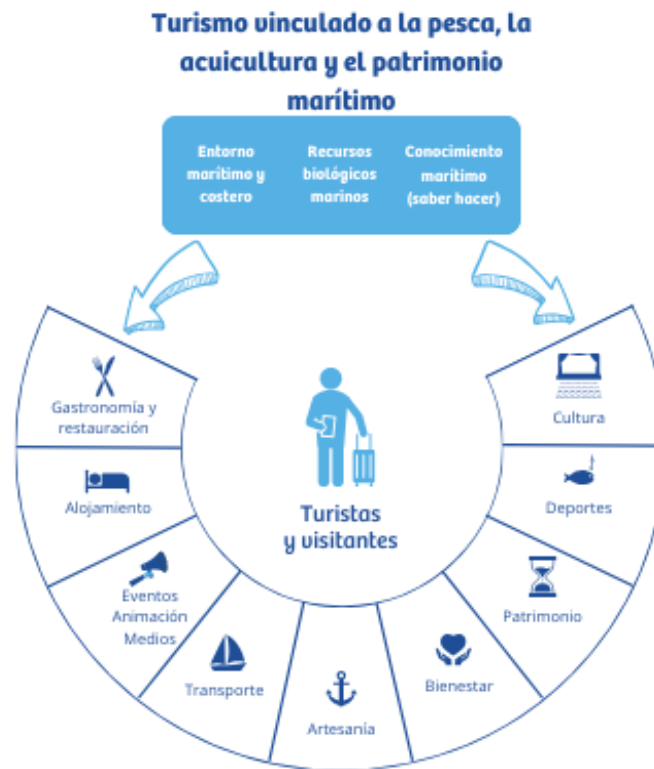 Turismo vinculado a la pesca, la
acuicultura y el patrimonio
marítimo
Entorno
marítimo y
costero
Recursos
biológicos
marinos
Conocimiento
marítimo
(saber hacer)
Gastronomía y
restauración
Alojamiento
Eventos
Animación
Medios
Transporte
Artesanía
Bienestar
Patrimonio
Deportes
Cultura
Turistas
y visitantes